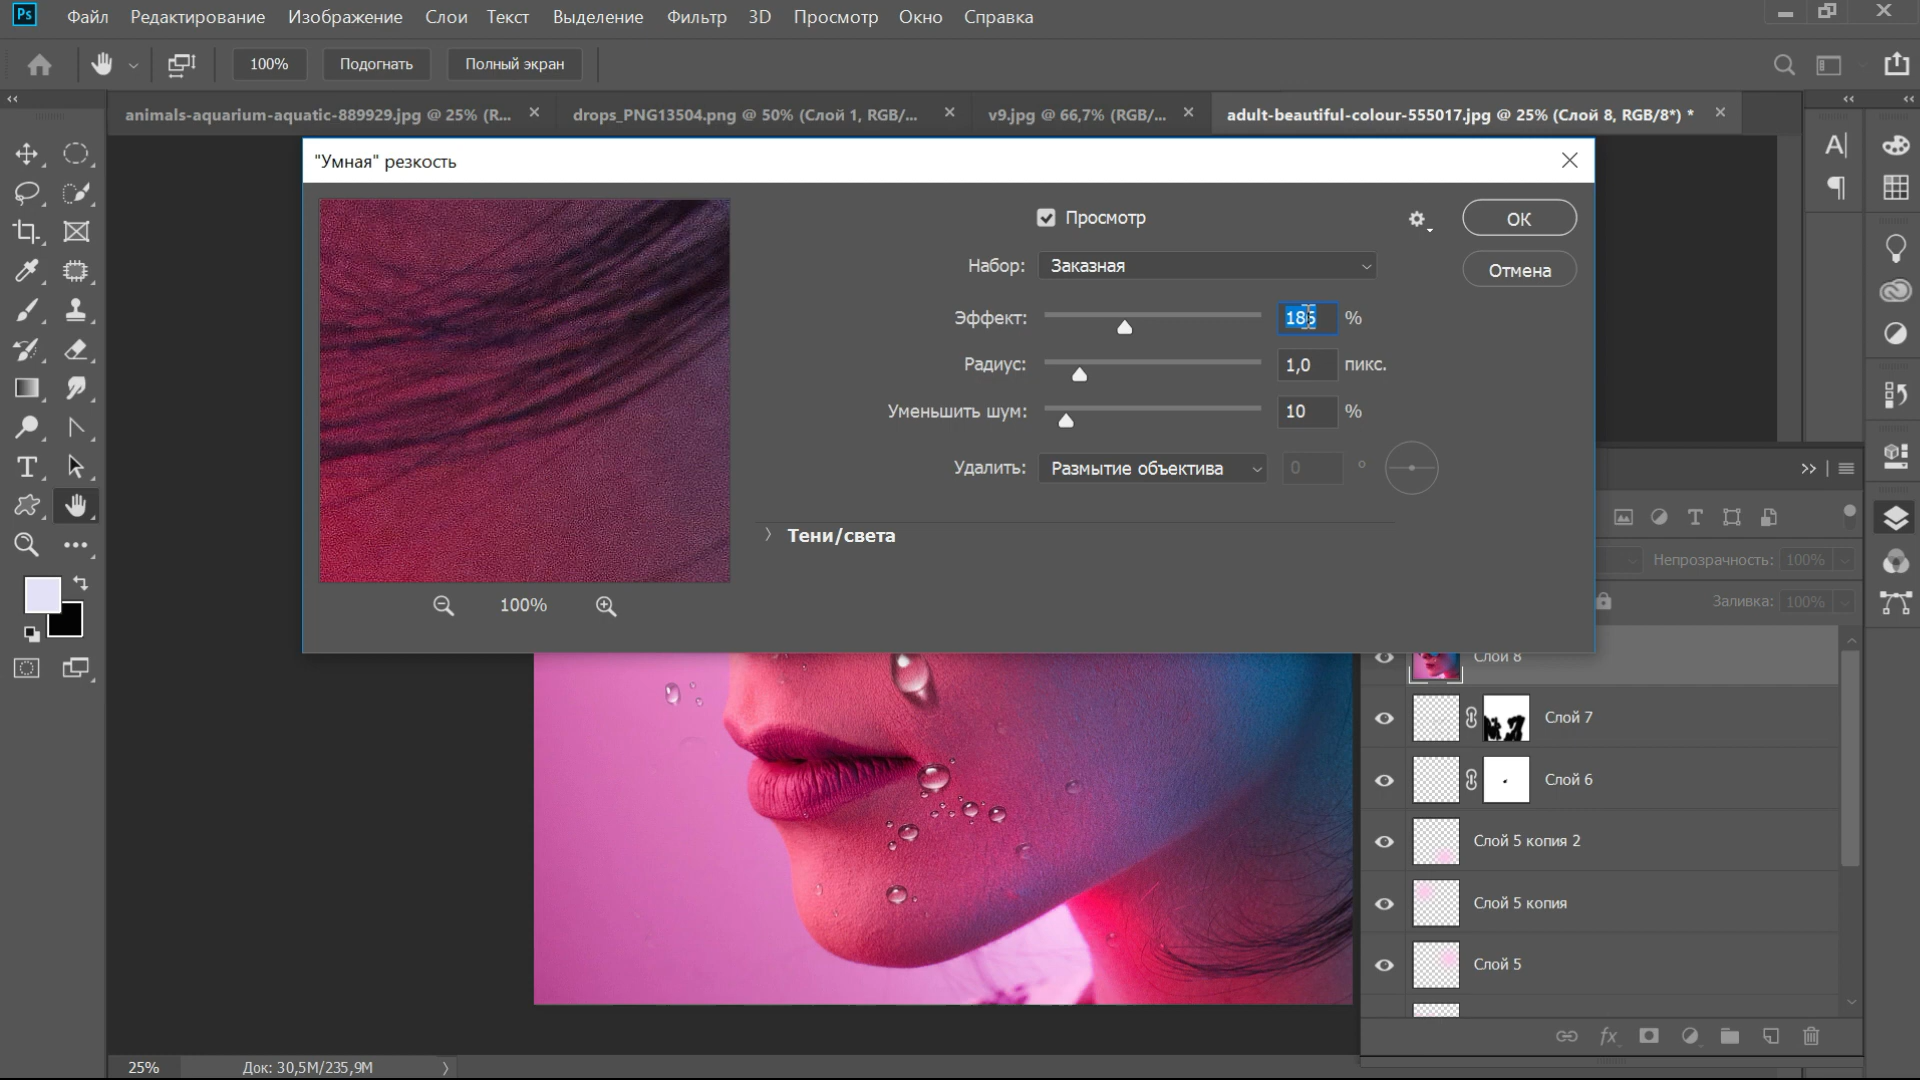 Ps Файл Редактирование Изображение Слои Текст Выделение Фильтр 3D Просмотр Окно Справка
100% Подогнать Полный экран
animals-aquarium-aquatic-889929.jpg @ 25% (R... drops_PNG13504.png @ 50% (Слой 1, RGB/... v9.jpg @ 66,7% (RGB/... adult-beautiful-colour-555017.jpg @ 25% (Слой 8, RGB/8*) *
"Умная" резкость
Просмотр
OK
Набор: Заказная
Отмена
Эффект: 185 %
Радиус: 1,0 пикс.
Уменьшить шум: 10 %
Удалить: Размытие объектива 0 °
Тени/света
100%
Непрозрачность: 100%
Заливка: 100%
Слой 8
Слой 7
Слой 6
Слой 5 копия 2
Слой 5 копия
Слой 5
fx
25% Док: 30,5M/235,9M